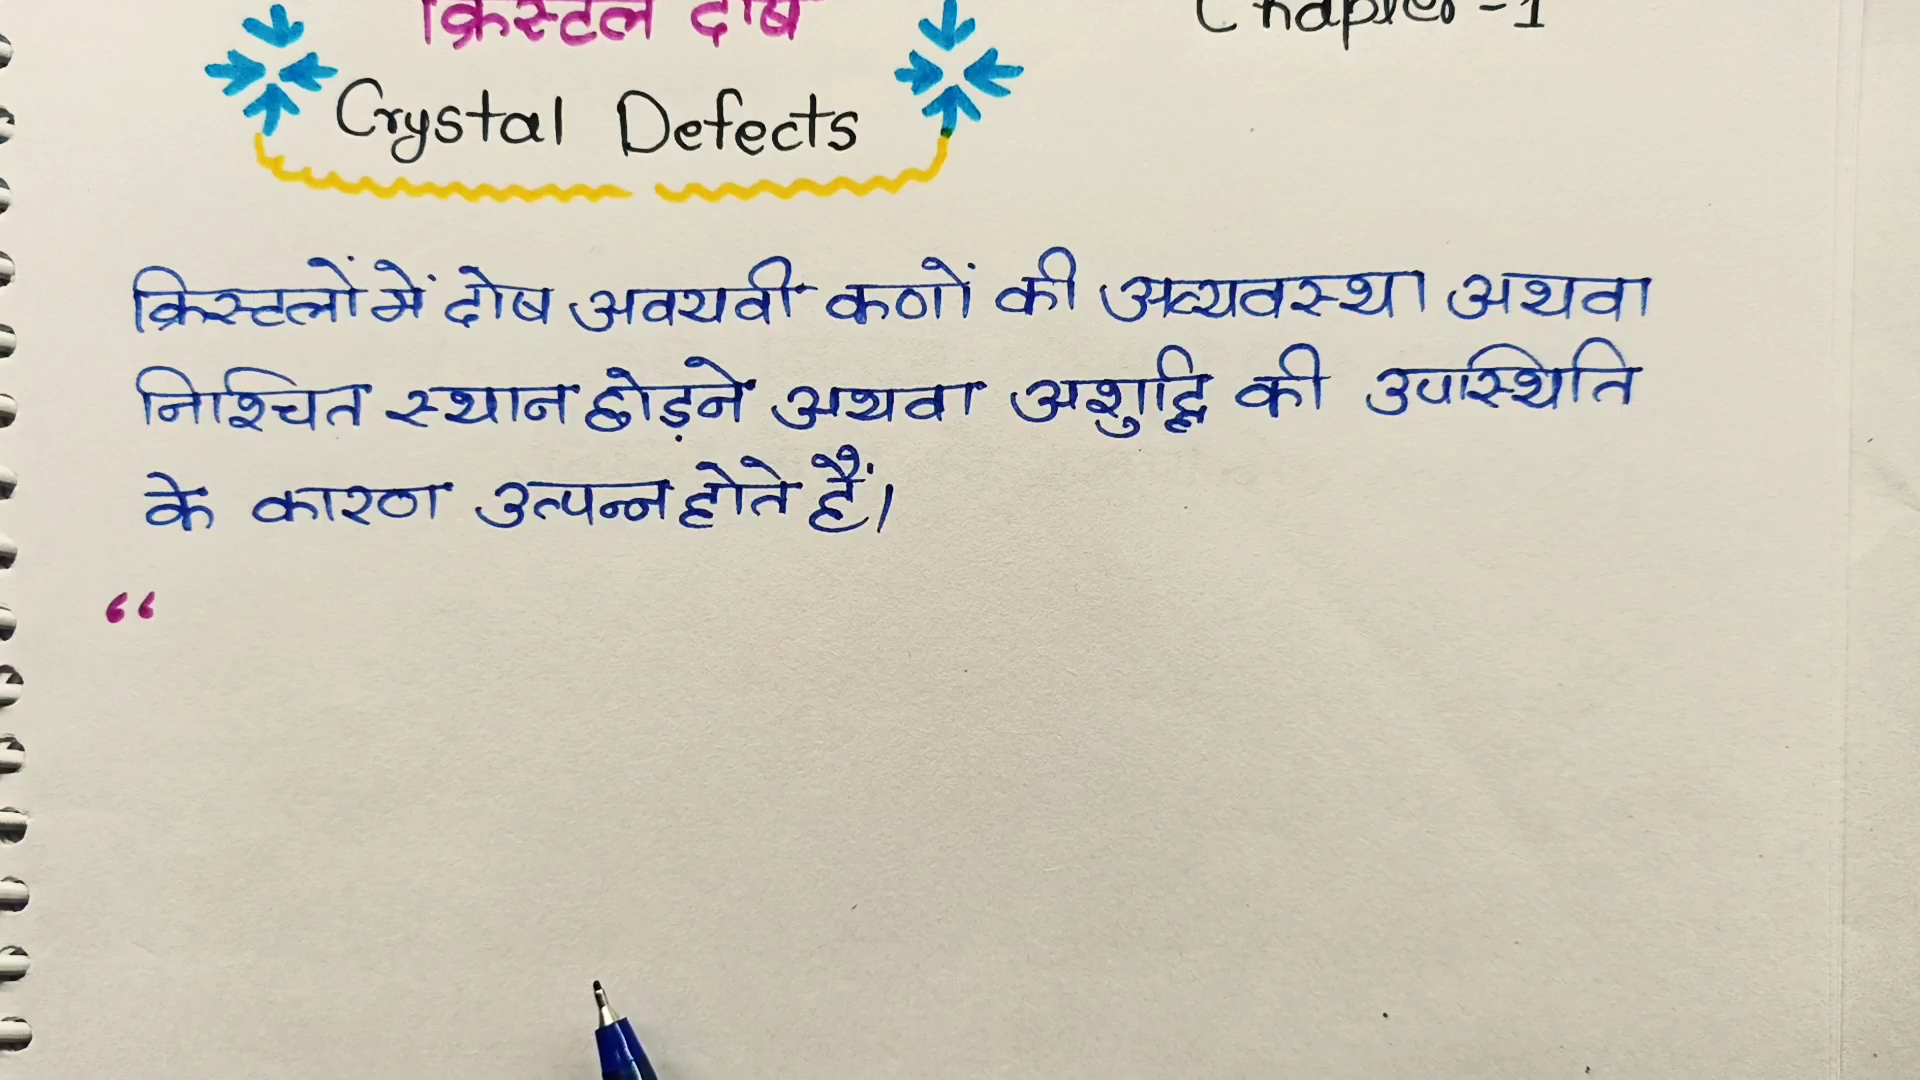 क्रिस्टल दोष
Chapter-1
Crystal Defects
क्रिस्टलों में दोष अवयवी कणों की अव्यवस्था अथवा
निश्चित स्थान छोड़ने अथवा अशुद्धि की उपस्थिति
के कारण उत्पन्न होते हैं।
“